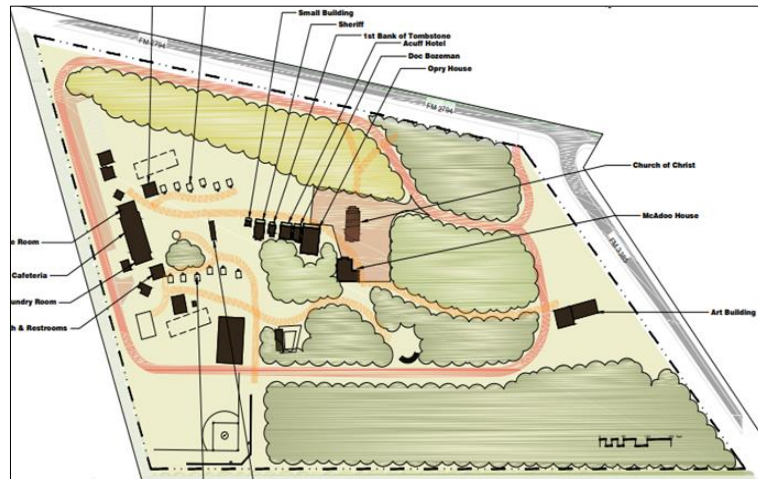 Small Building
Sheriff
1st Bank of Tombstone
Acuff Hotel
Doc Bozeman
Opry House
FM 2794
FM 2794
Church of Christ
McAdoo House
e Room
Cafeteria
undry Room
h & Restrooms
Art Building